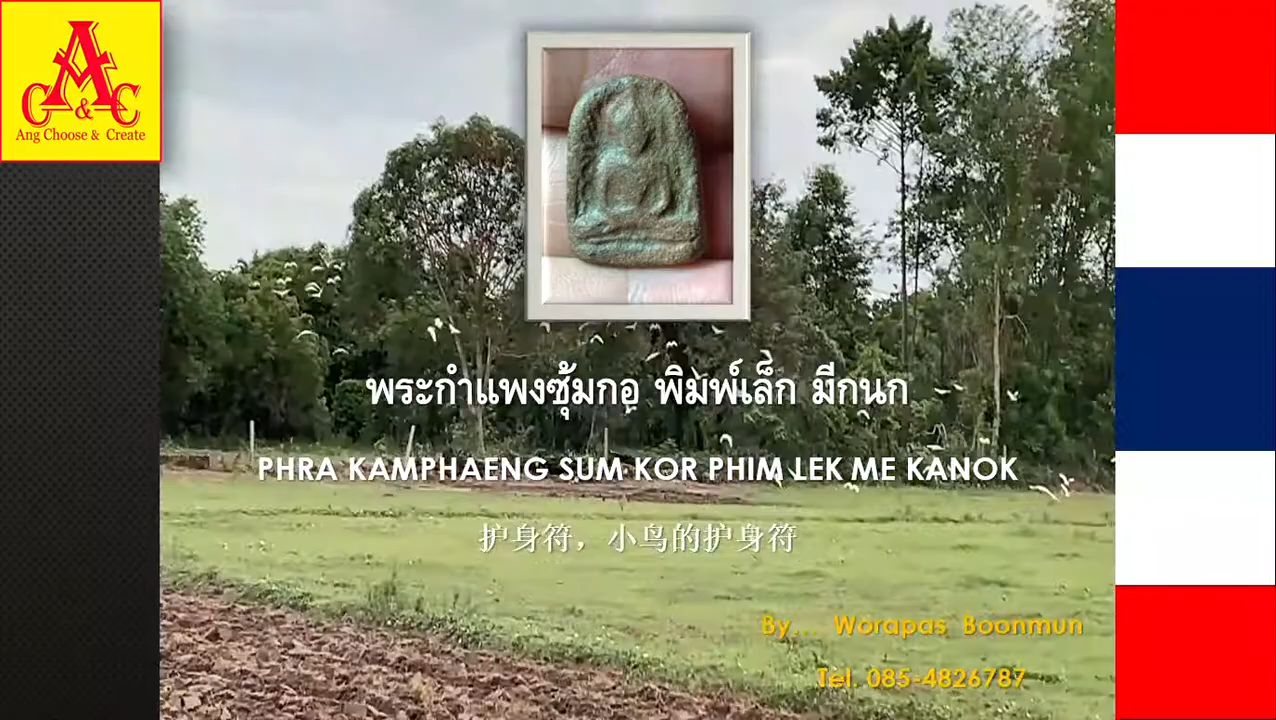 A
C & C
Ang Choose & Create
พระกำแพงซุ้มกอ พิมพ์เล็ก มีกนก
PHRA KAMPHAENG SUM KOR PHIM LEK ME KANOK
护身符，小鸟的护身符
By... Worapas Boonmun
Tel. 085-4826787